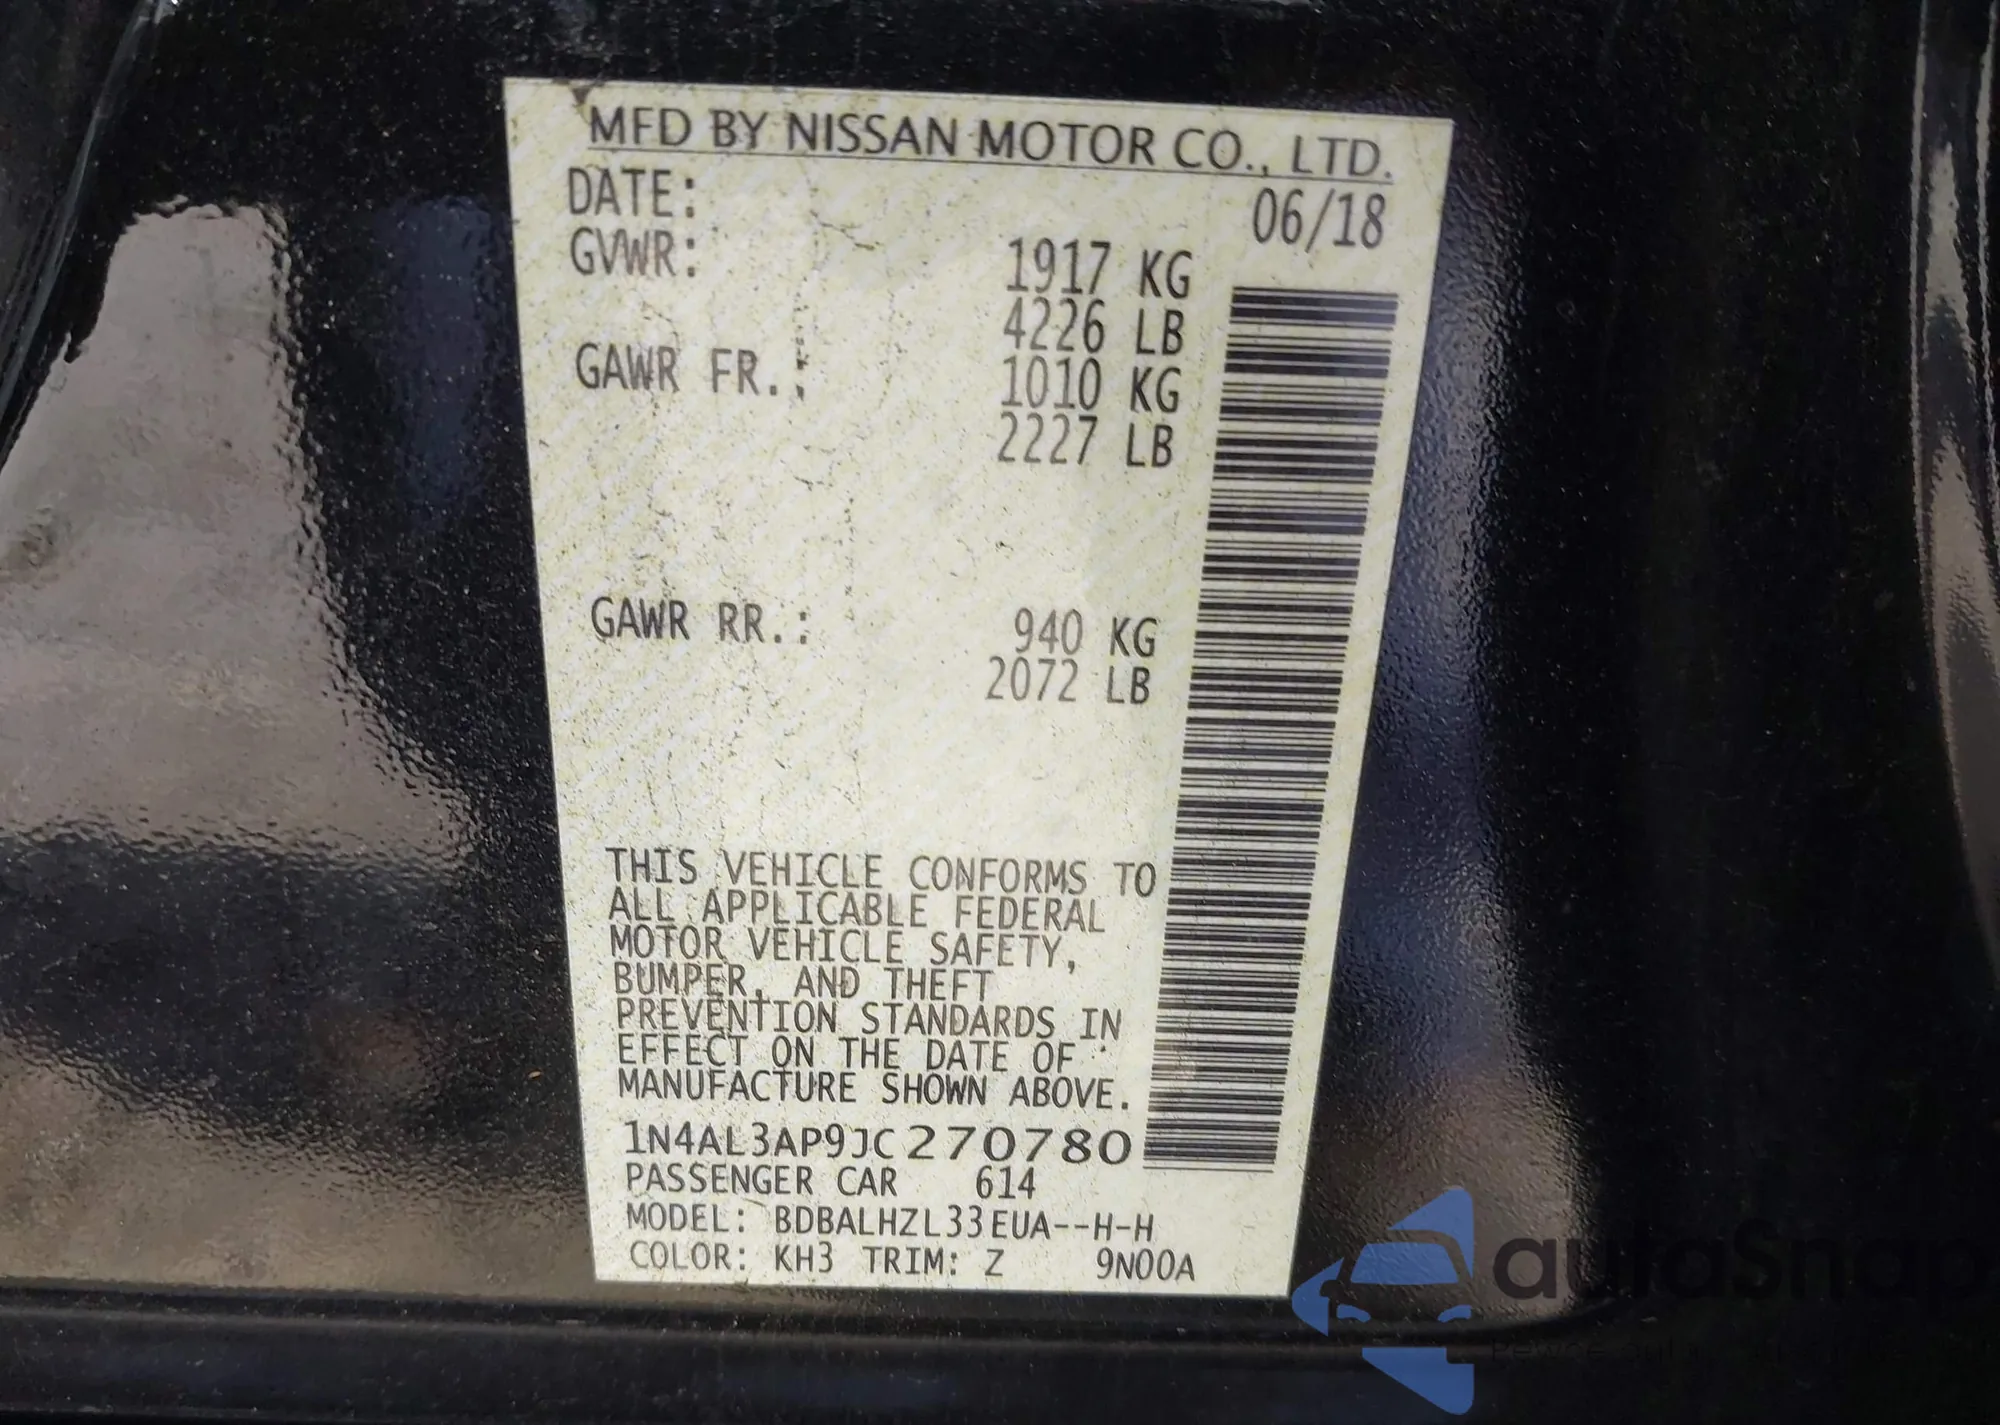 MFD BY NISSAN MOTOR CO., LTD.
DATE: 06/18
GVWR: 1917 KG
4226 LB
GAWR FR.: 1010 KG
2227 LB
GAWR RR.: 940 KG
2072 LB
THIS VEHICLE CONFORMS TO
ALL APPLICABLE FEDERAL
MOTOR VEHICLE SAFETY,
BUMPER, AND THEFT
PREVENTION STANDARDS IN
EFFECT ON THE DATE OF
MANUFACTURE SHOWN ABOVE.
1N4AL3AP9JC270780
PASSENGER CAR 614
MODEL: BDBALHZL33EUA--H-H
COLOR: KH3 TRIM: Z 9N00A
autaSnap